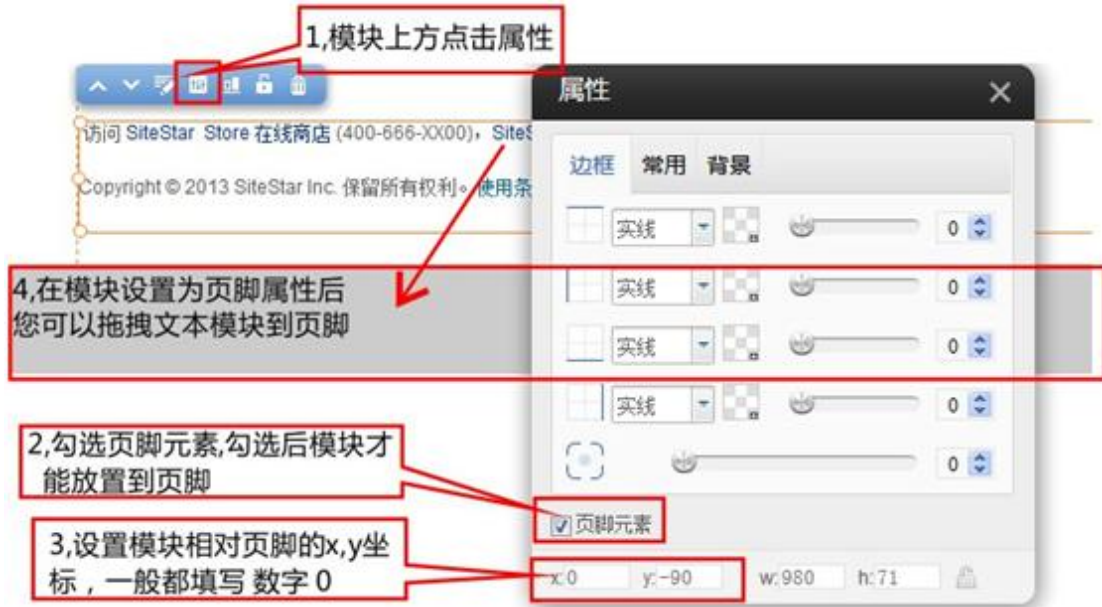 1,模块上方点击属性
属性
访问 SiteStar Store 在线商店 (400-666-XX00)，SiteS
边框 常用 背景
Copyright © 2013 SiteStar Inc. 保留所有权利。使用条
实线 0
4,在模块设置为页脚属性后
您可以拖拽文本模块到页脚
实线 0
实线 0
实线 0
2,勾选页脚元素,勾选后模块才
能放置到页脚
0
页脚元素
3,设置模块相对页脚的x,y坐
标，一般都填写 数字 0
x:0 y:-90 w:980 h:71